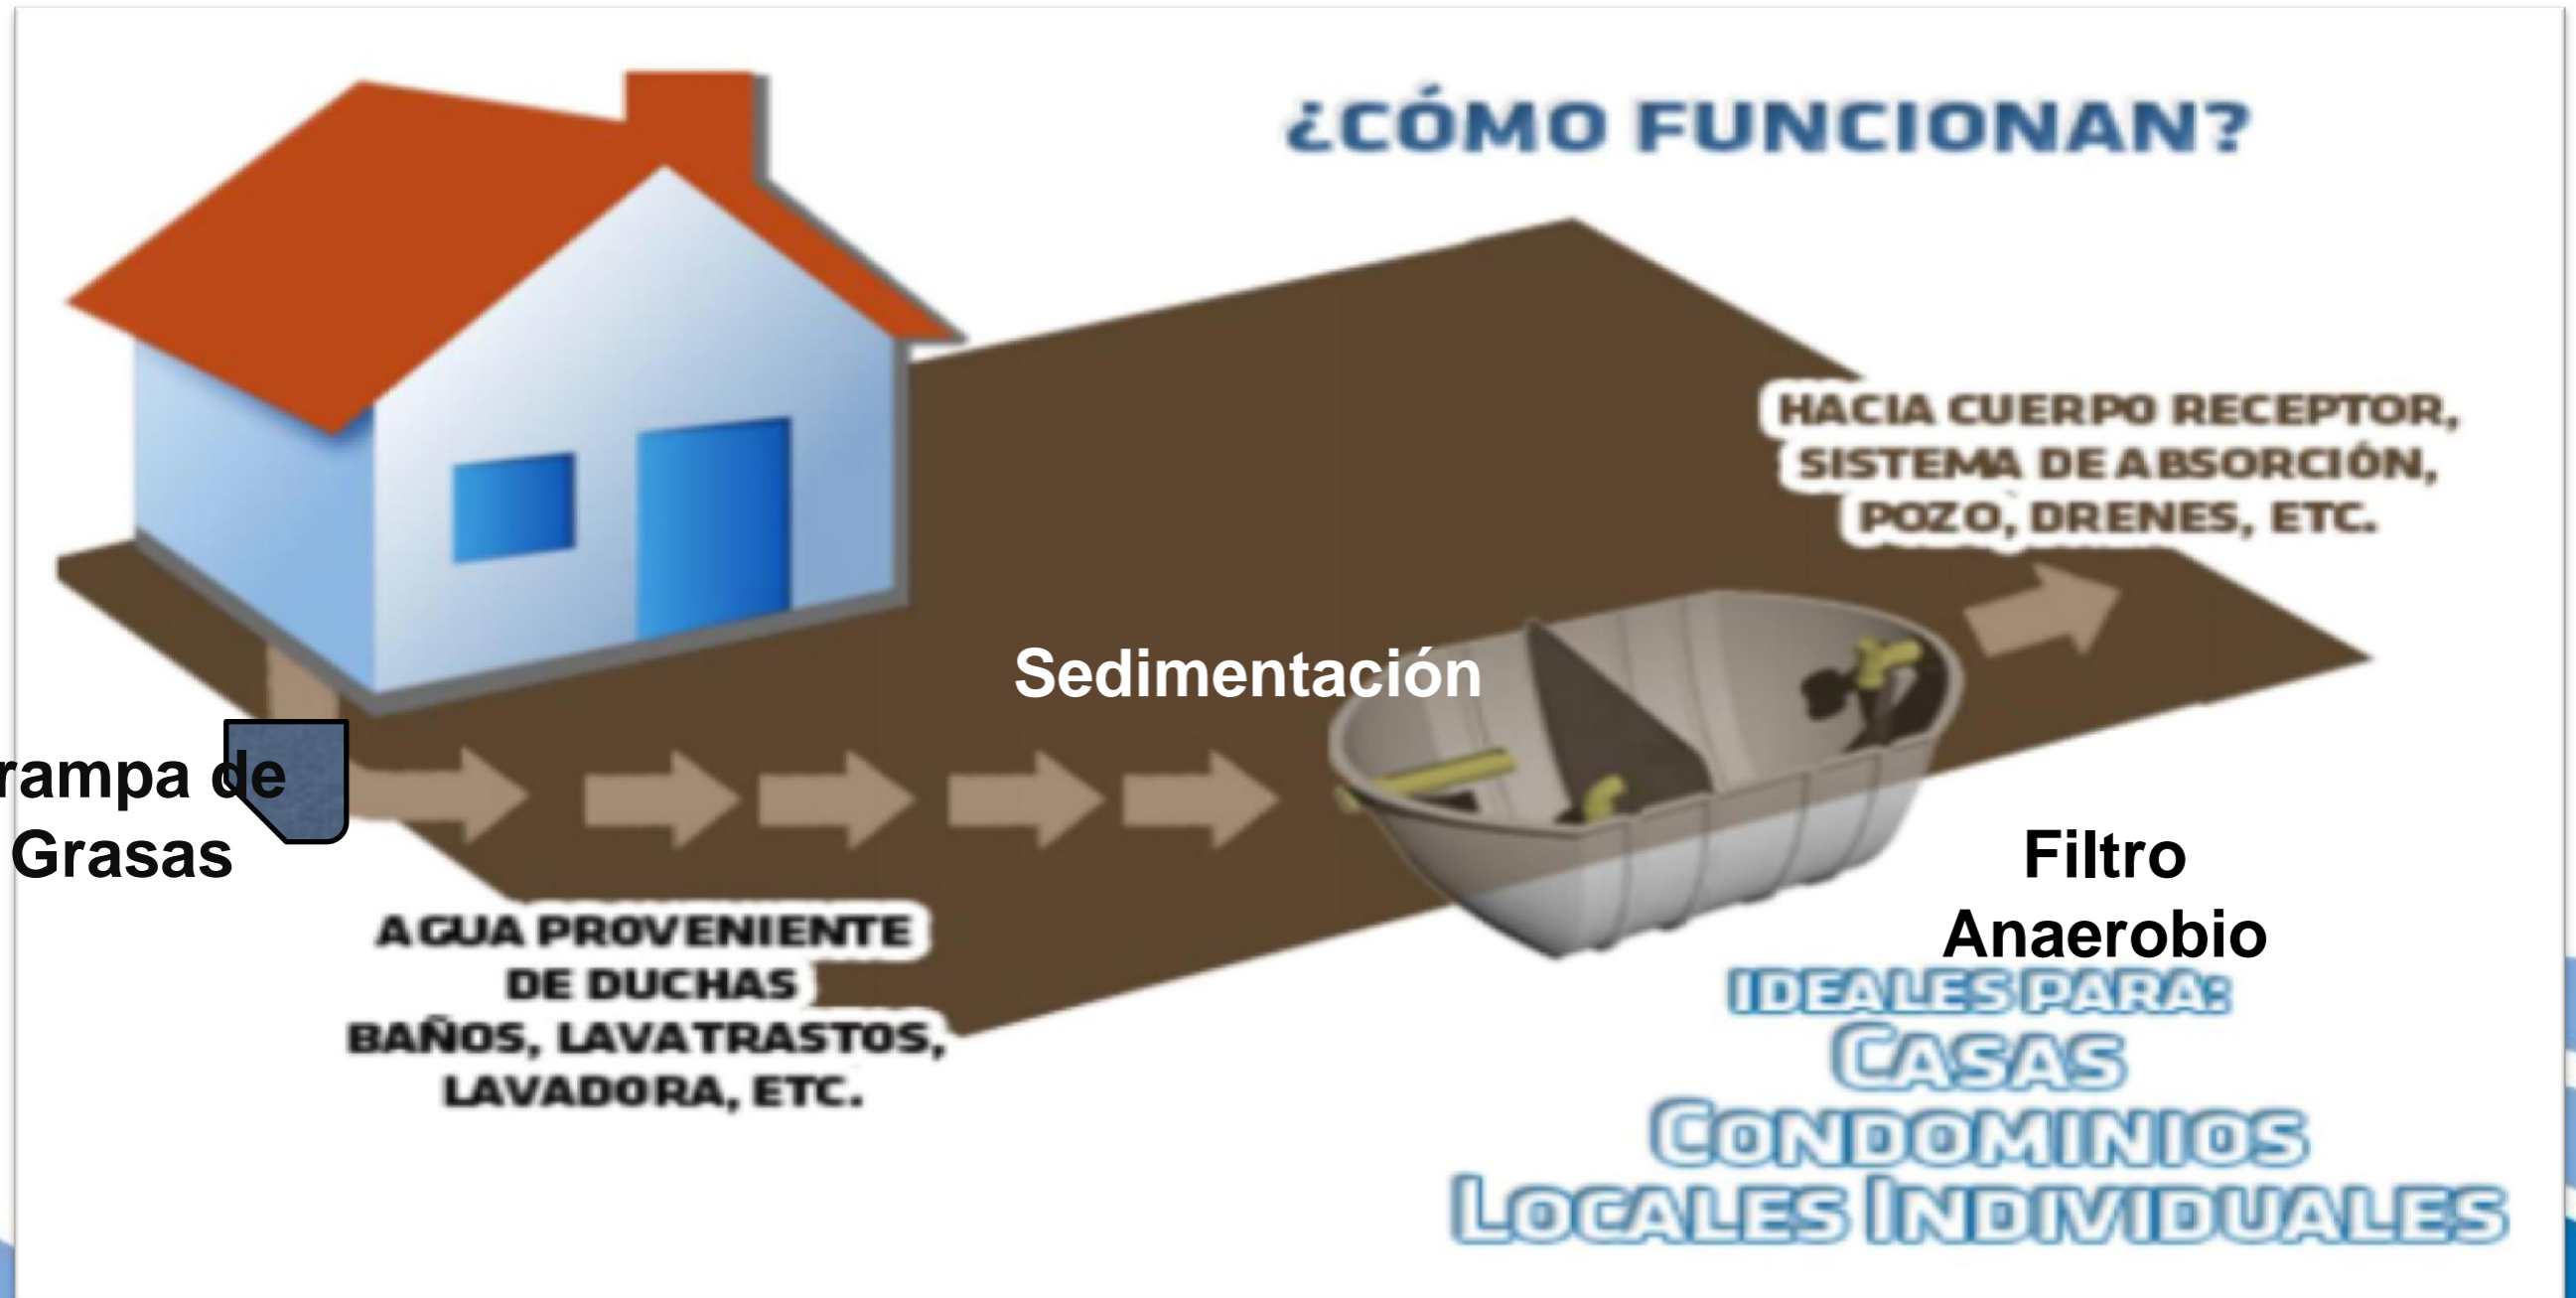 ¿CÓMO FUNCIONAN?
HACIA CUERPO RECEPTOR,
SISTEMA DE ABSORCIÓN,
POZO, DRENES, ETC.
Sedimentación
rampa de
Grasas
AGUA PROVENIENTE
DE DUCHAS
BAÑOS, LAVATRASTOS,
LAVADORA, ETC.
Filtro
Anaerobio
IDEALES PARA:
CASAS
CONDOMINIOS
LOCALES INDIVIDUALES